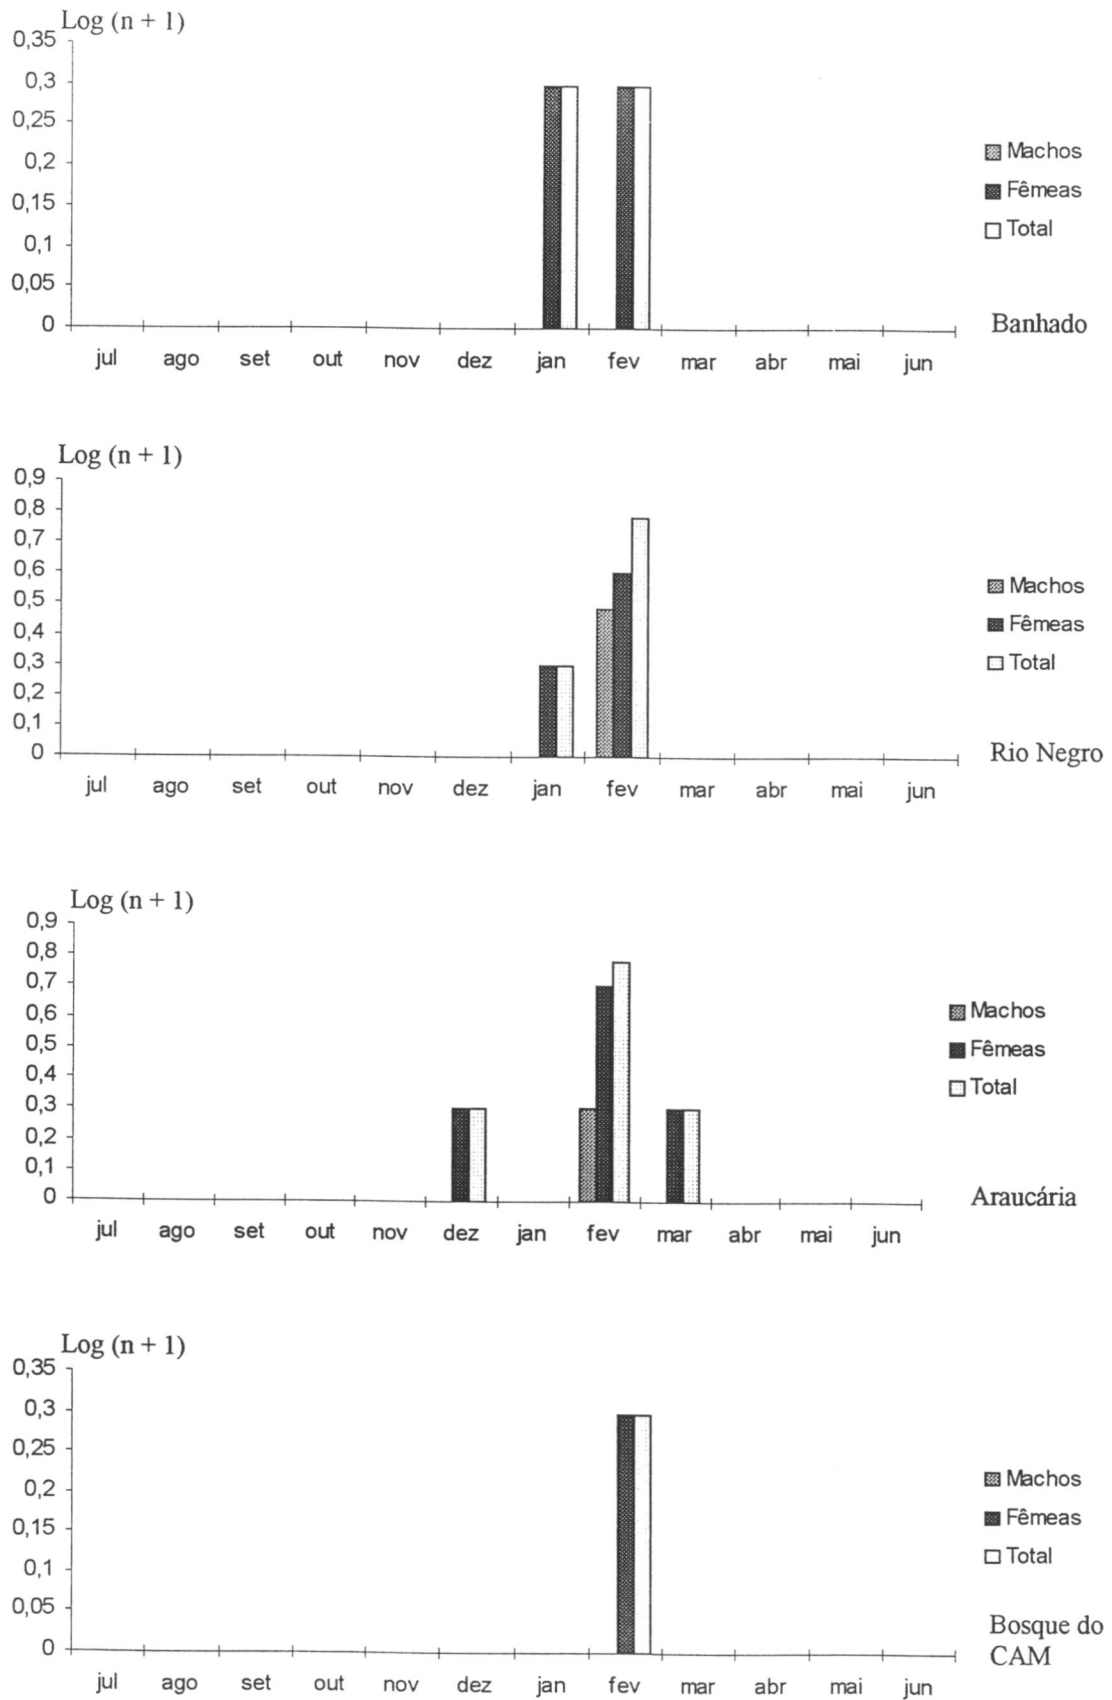 Log (n + 1)
0,35
0,3
0,25
0,2
0,15
0,1
0,05
0
jul ago set out nov dez jan fev mar abr mai jun
Machos
Fêmeas
Total
Banhado
Log (n + 1)
0,9
0,8
0,7
0,6
0,5
0,4
0,3
0,2
0,1
0
jul ago set out nov dez jan fev mar abr mai jun
Machos
Fêmeas
Total
Rio Negro
Log (n + 1)
0,9
0,8
0,7
0,6
0,5
0,4
0,3
0,2
0,1
0
jul ago set out nov dez jan fev mar abr mai jun
Machos
Fêmeas
Total
Araucária
Log (n + 1)
0,35
0,3
0,25
0,2
0,15
0,1
0,05
0
jul ago set out nov dez jan fev mar abr mai jun
Machos
Fêmeas
Total
Bosque do
CAM